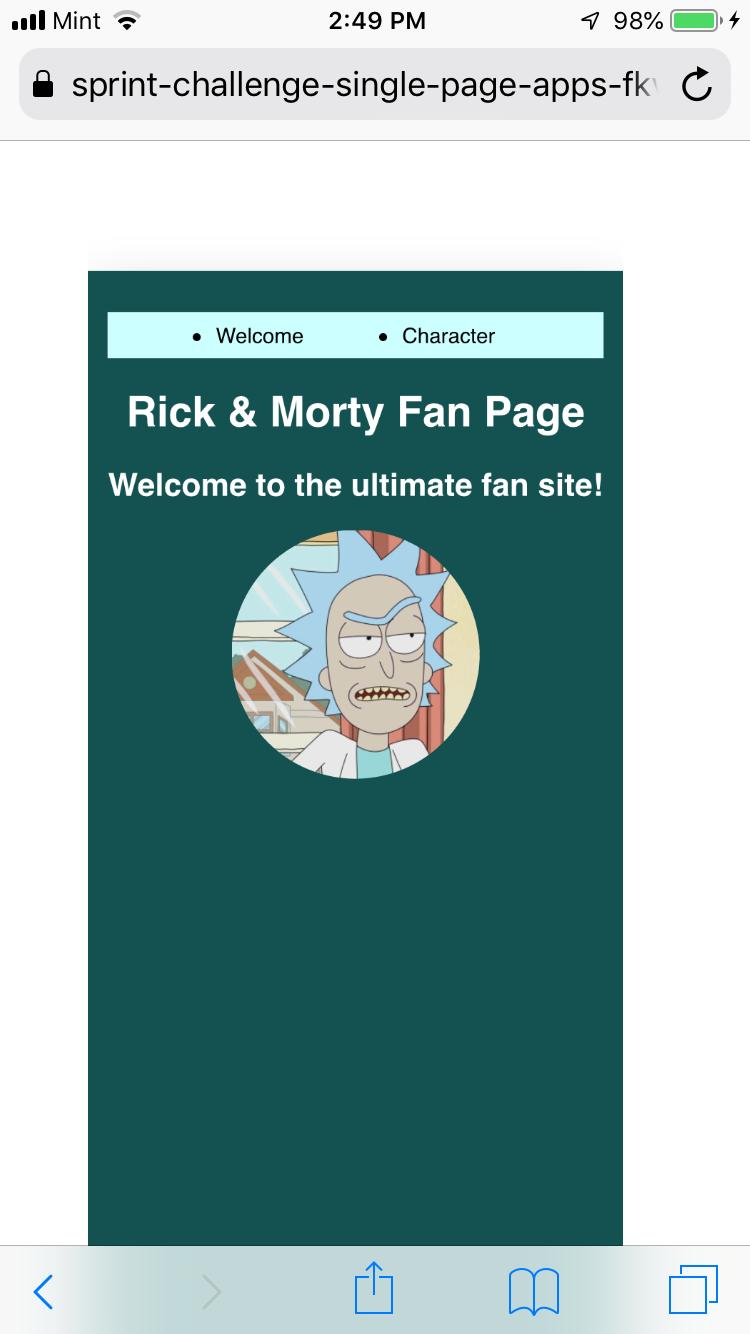 Mint 2:49 PM 98%
sprint-challenge-single-page-apps-fk
• Welcome • Character
Rick & Morty Fan Page
Welcome to the ultimate fan site!